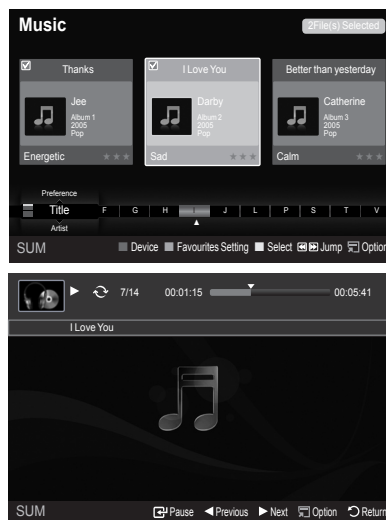 Music
2File(s) Selected
Thanks
I Love You
Better than yesterday
Jee
Album 1
2005
Pop
Darby
Album 2
2005
Pop
Catherine
Album 3
2005
Pop
Energetic
Sad
Calm
Preference
Title
Artist
F G H I J L P S T V
SUM
Device Favourites Setting Select Jump Option
7/14 00:01:15 00:05:41
I Love You
SUM
Pause Previous Next Option Return